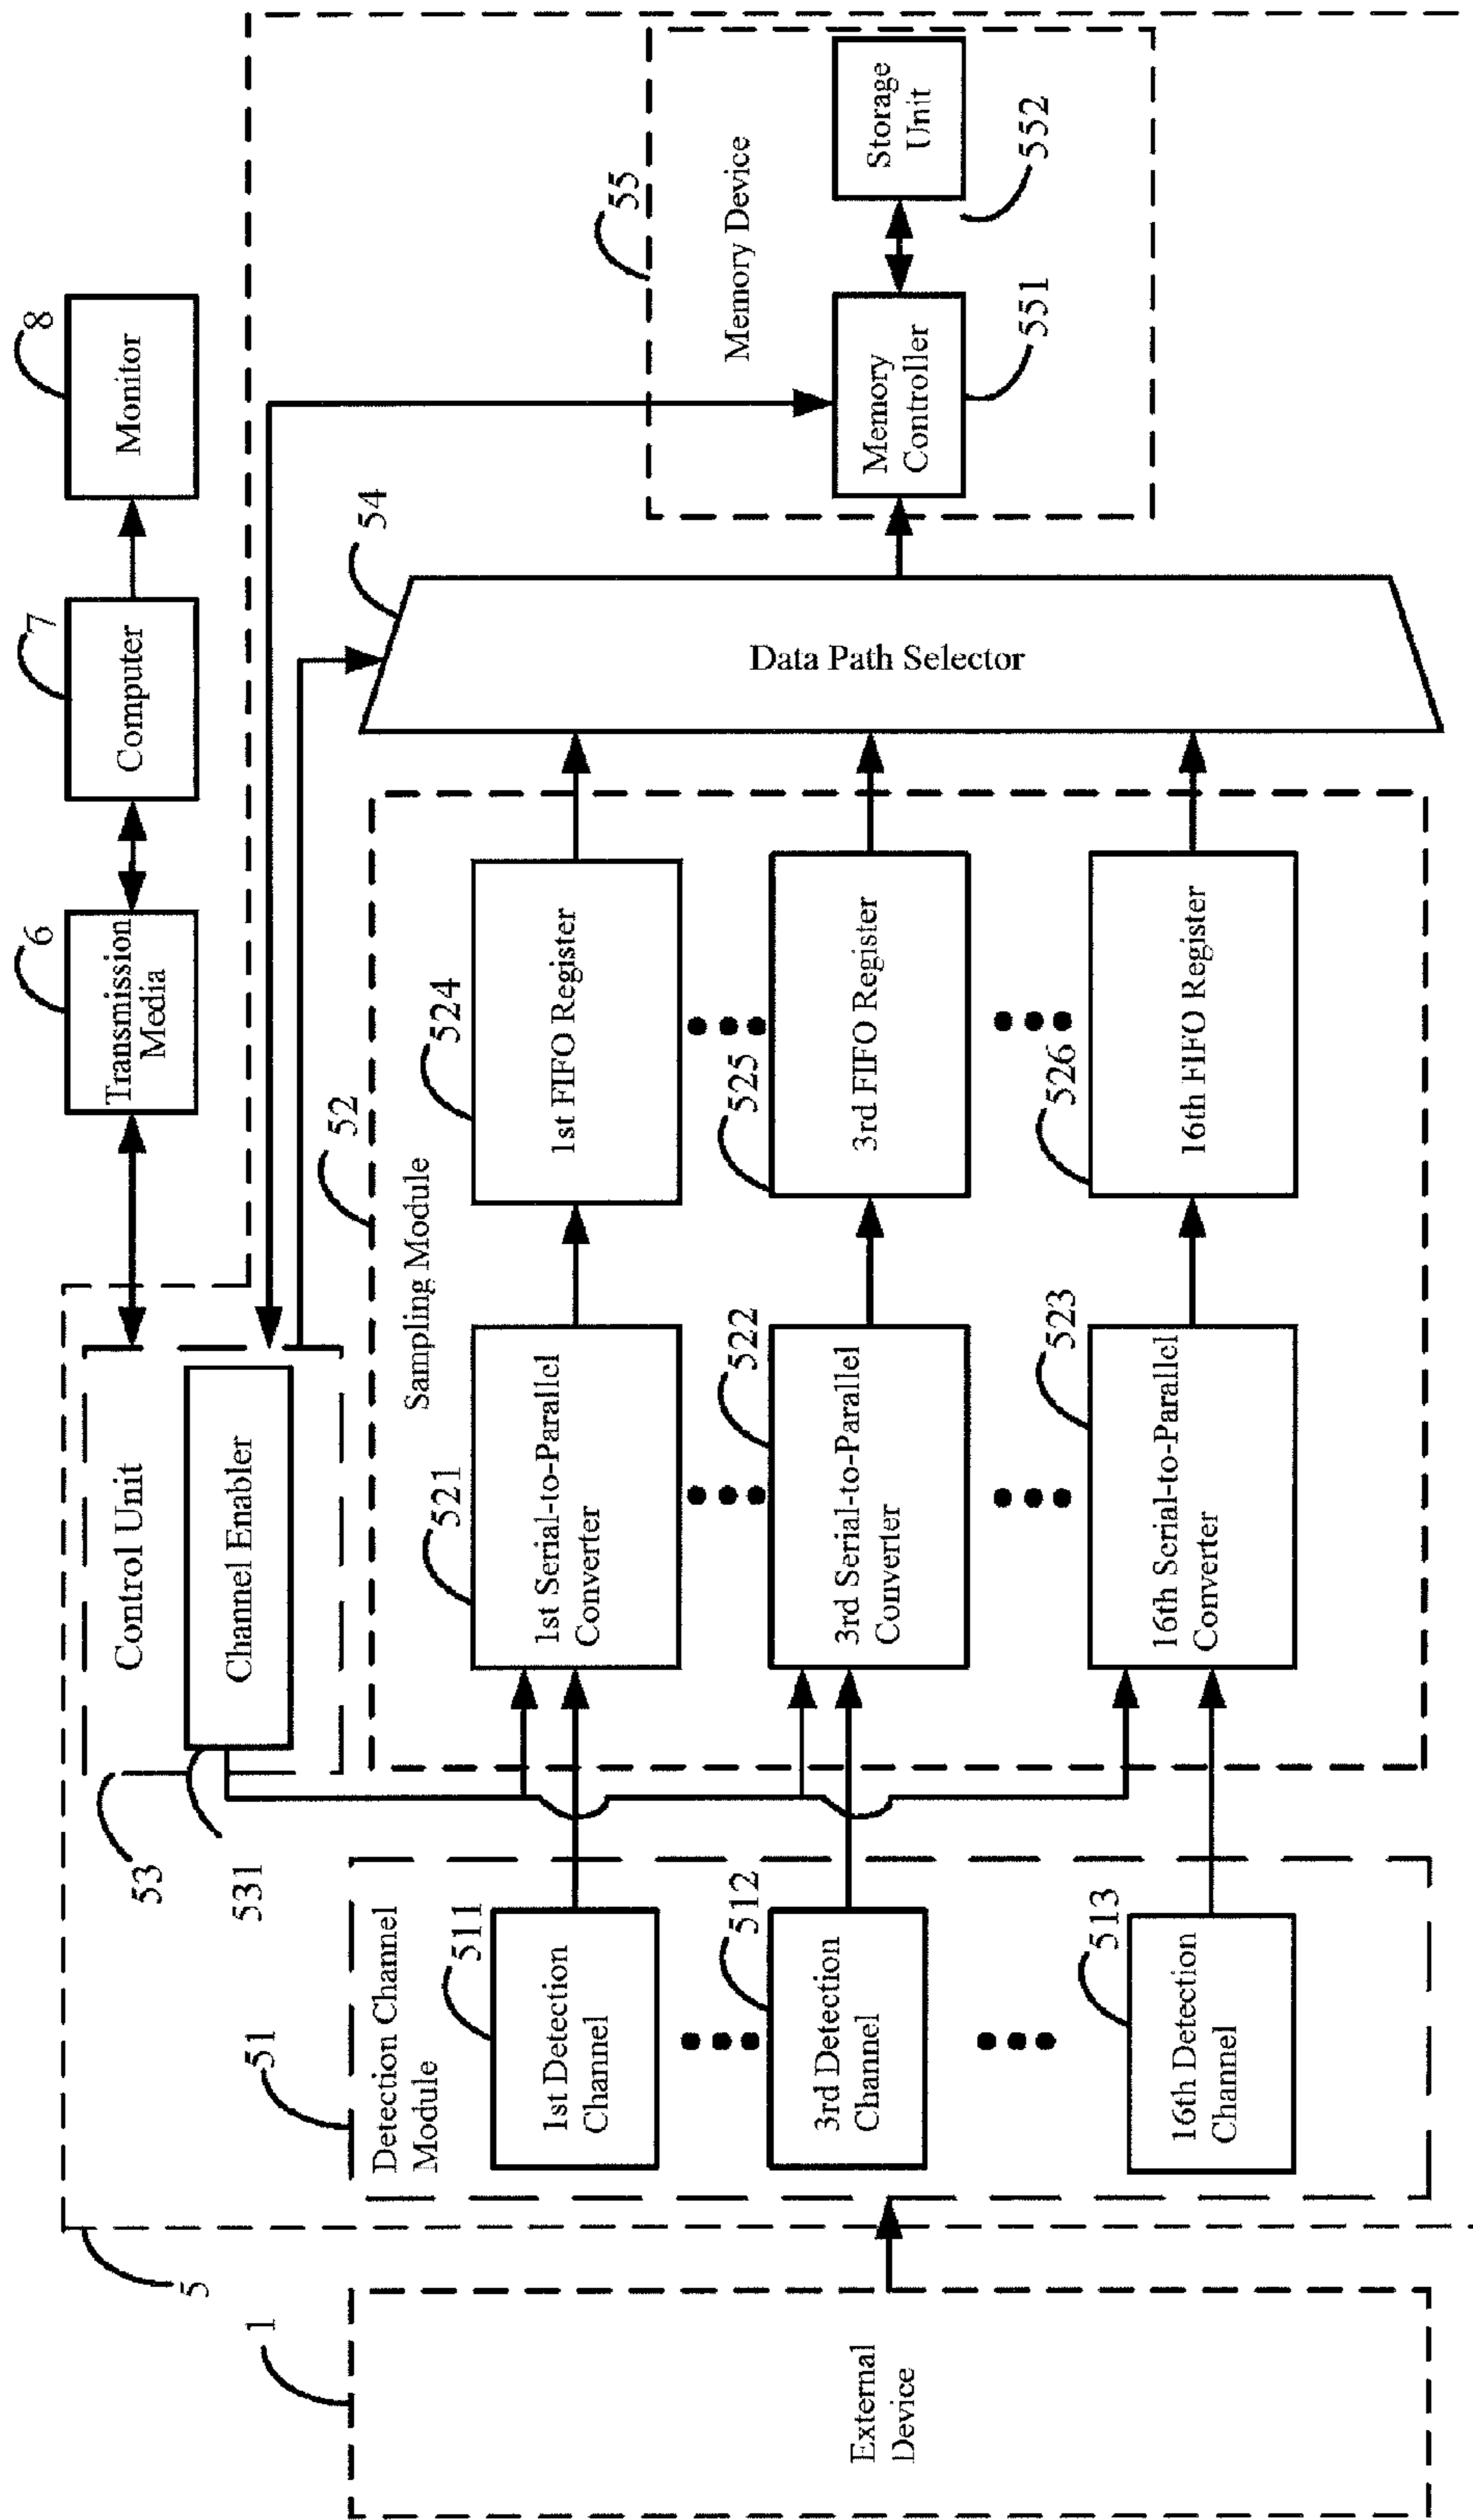 1
External
Device
5
51
Detection Channel
Module
511
1st Detection
Channel
512
3rd Detection
Channel
513
16th Detection
Channel
53
531
Control Unit
Channel Enabler
52
Sampling Module
521
1st Serial-to-Parallel
Converter
522
3rd Serial-to-Parallel
Converter
523
16th Serial-to-Parallel
Converter
524
1st FIFO Register
525
3rd FIFO Register
526
16th FIFO Register
54
Data Path Selector
55
Memory Device
Memory
Controller
551
Storage
Unit
552
6
Transmission
Media
7
Computer
8
Monitor